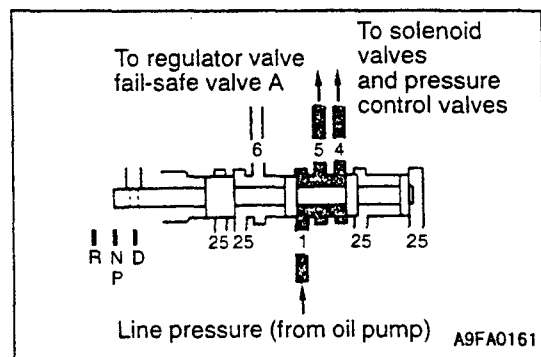 To regulator valve
fail-safe valve A
To solenoid
valves
and pressure
control valves
6
5 4
25 25
1
25
25
R N D
P
Line pressure (from oil pump)
A9FA0161